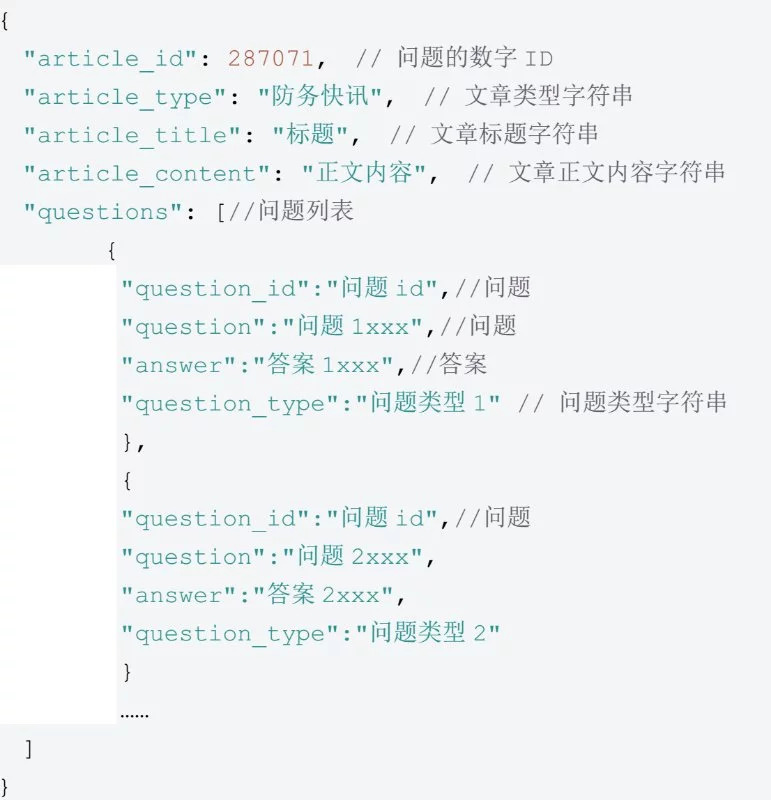 {
"article_id": 287071, // 问题的数字 ID
"article_type": "防务快讯", // 文章类型字符串
"article_title": "标题", // 文章标题字符串
"article_content": "正文内容", // 文章正文内容字符串
"questions": [//问题列表
{
"question_id":"问题 id",//问题
"question":"问题 1xxx",//问题
"answer":"答案 1xxx",//答案
"question_type":"问题类型 1" // 问题类型字符串
},
{
"question_id":"问题 id",//问题
"question":"问题 2xxx",
"answer":"答案 2xxx",
"question_type":"问题类型 2"
}
……
]
}